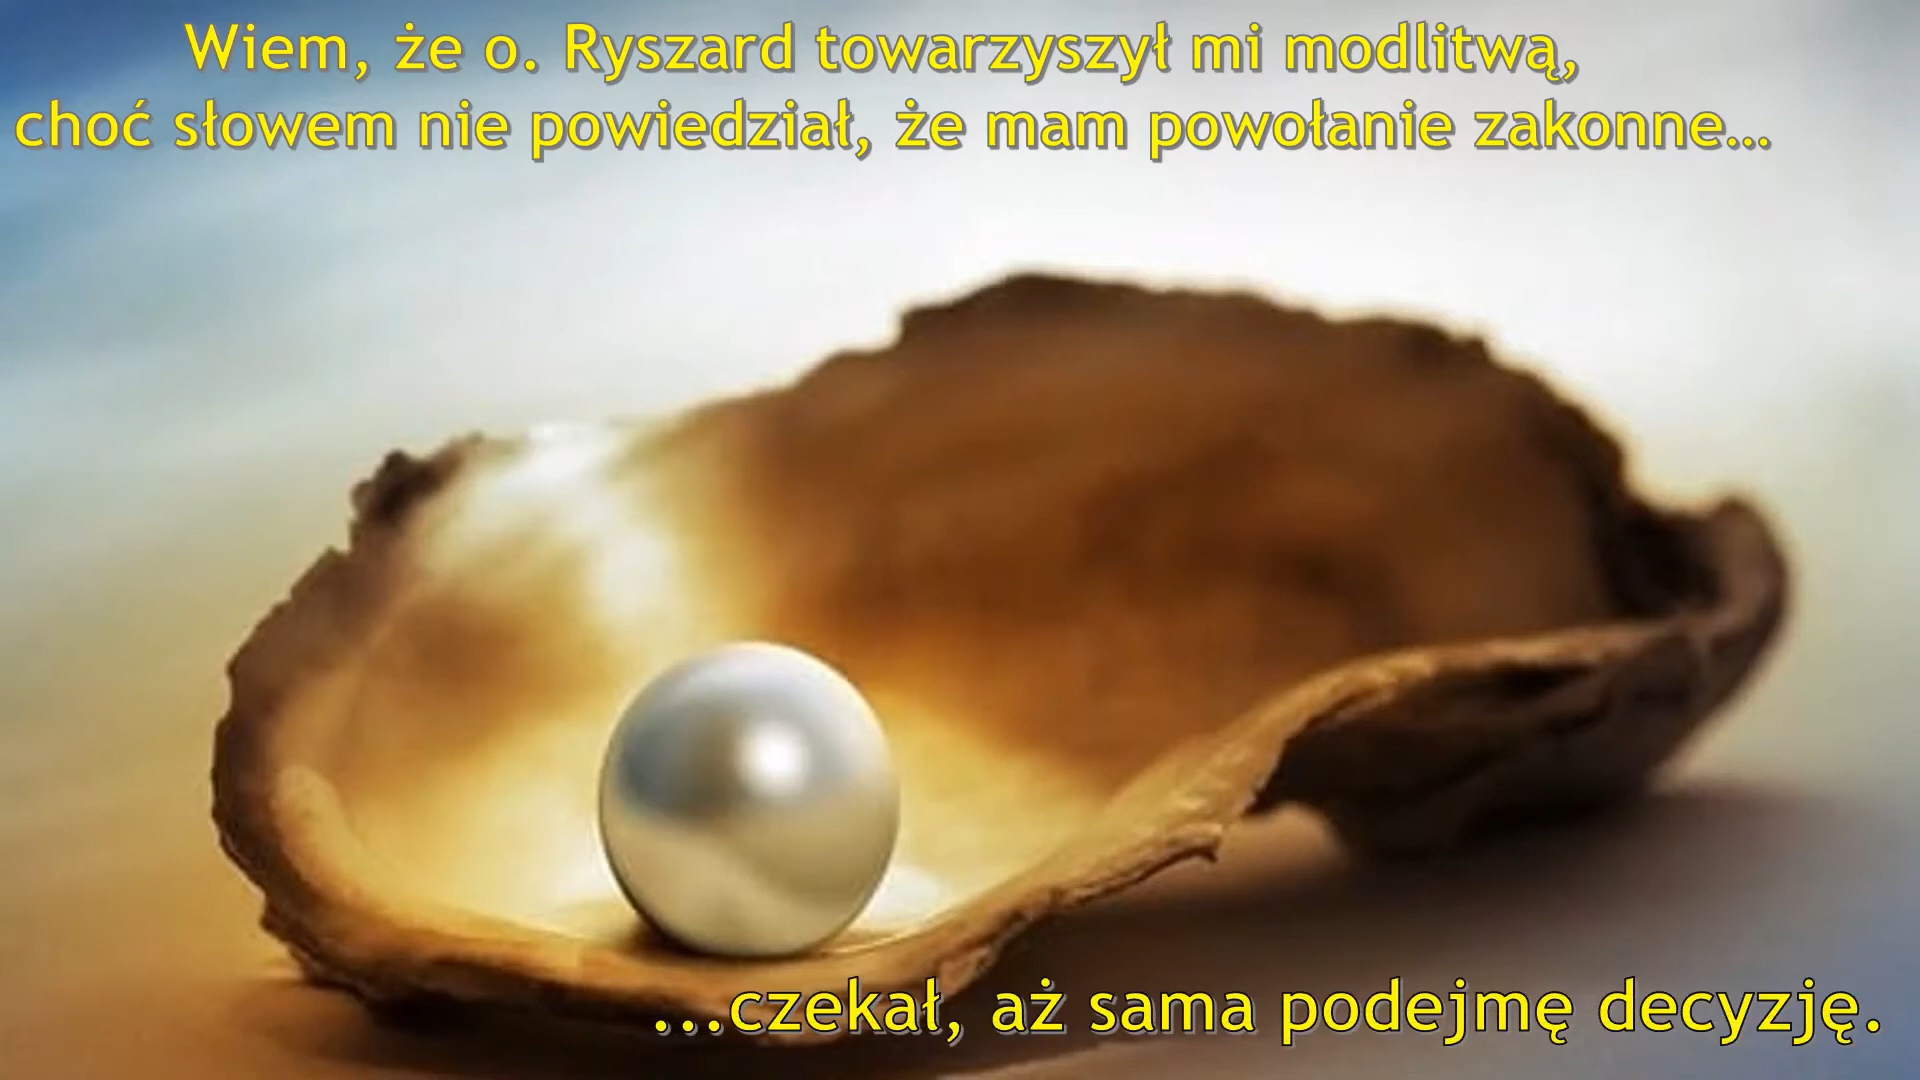 Wiem, że o. Ryszard towarzyszył mi modlitwą,
choć słowem nie powiedział, że mam powołanie zakonne…
...czekał, aż sama podejmę decyzję.